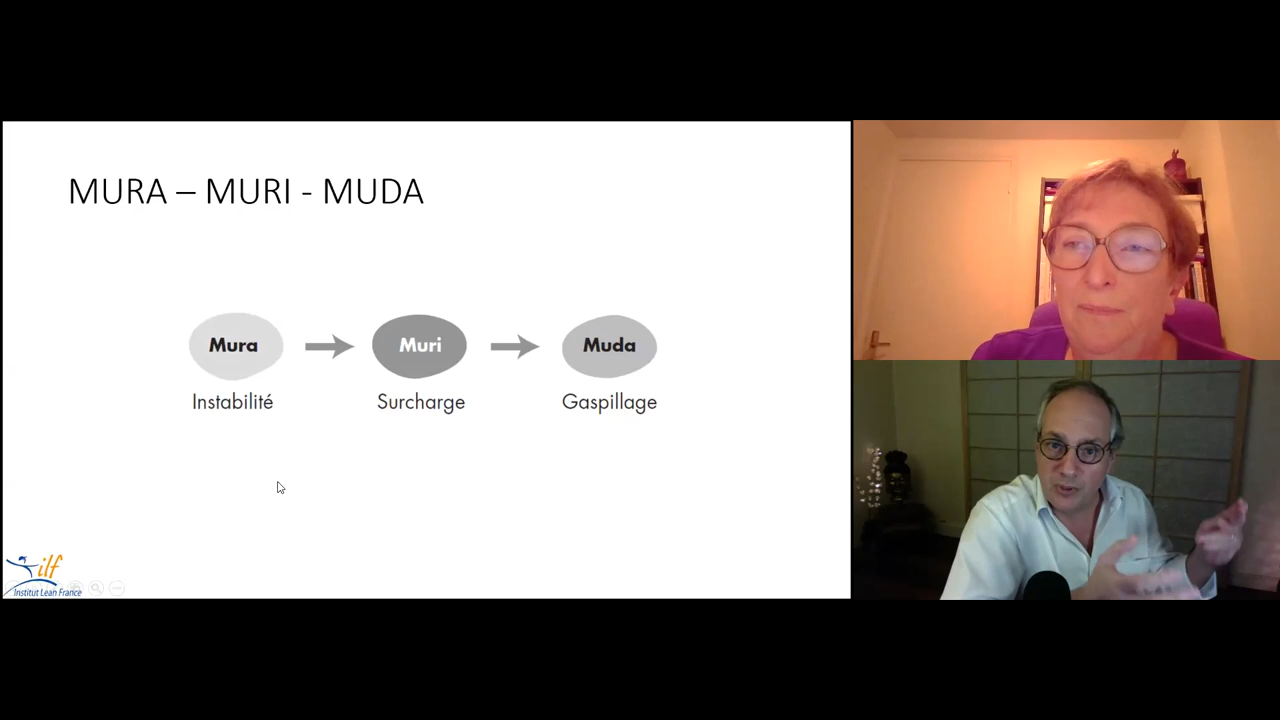 MURA – MURI - MUDA
Mura
Muri
Muda
Instabilité
Surcharge
Gaspillage
ilf
Institut Lean France